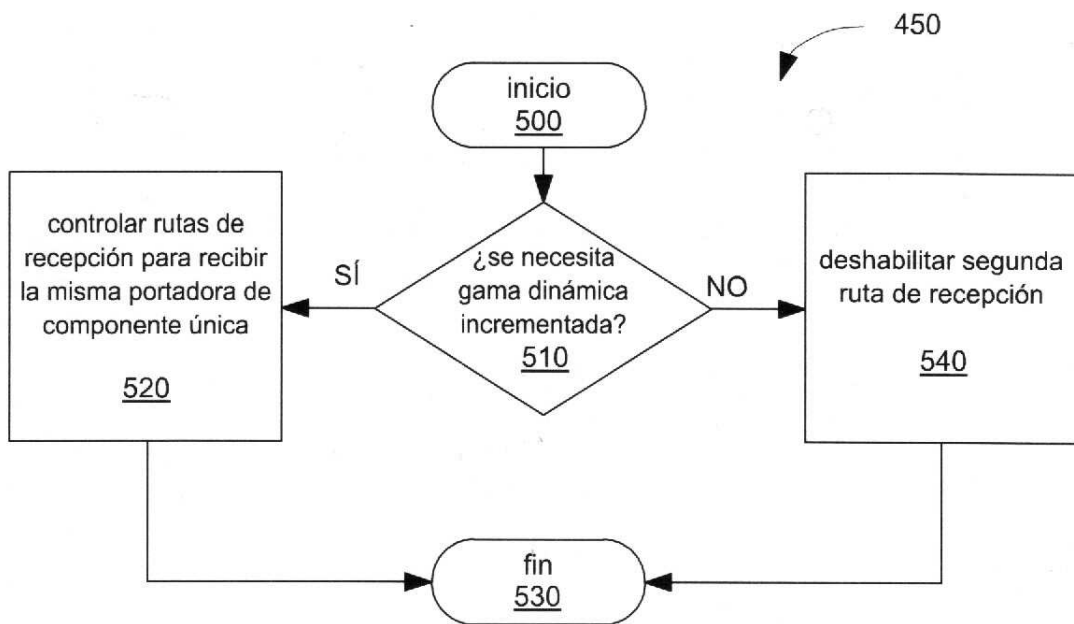 450
inicio
500
¿se necesita
gama dinámica
incrementada?
510
SÍ
NO
controlar rutas de
recepción para recibir
la misma portadora de
componente única
520
deshabilitar segunda
ruta de recepción
540
fin
530